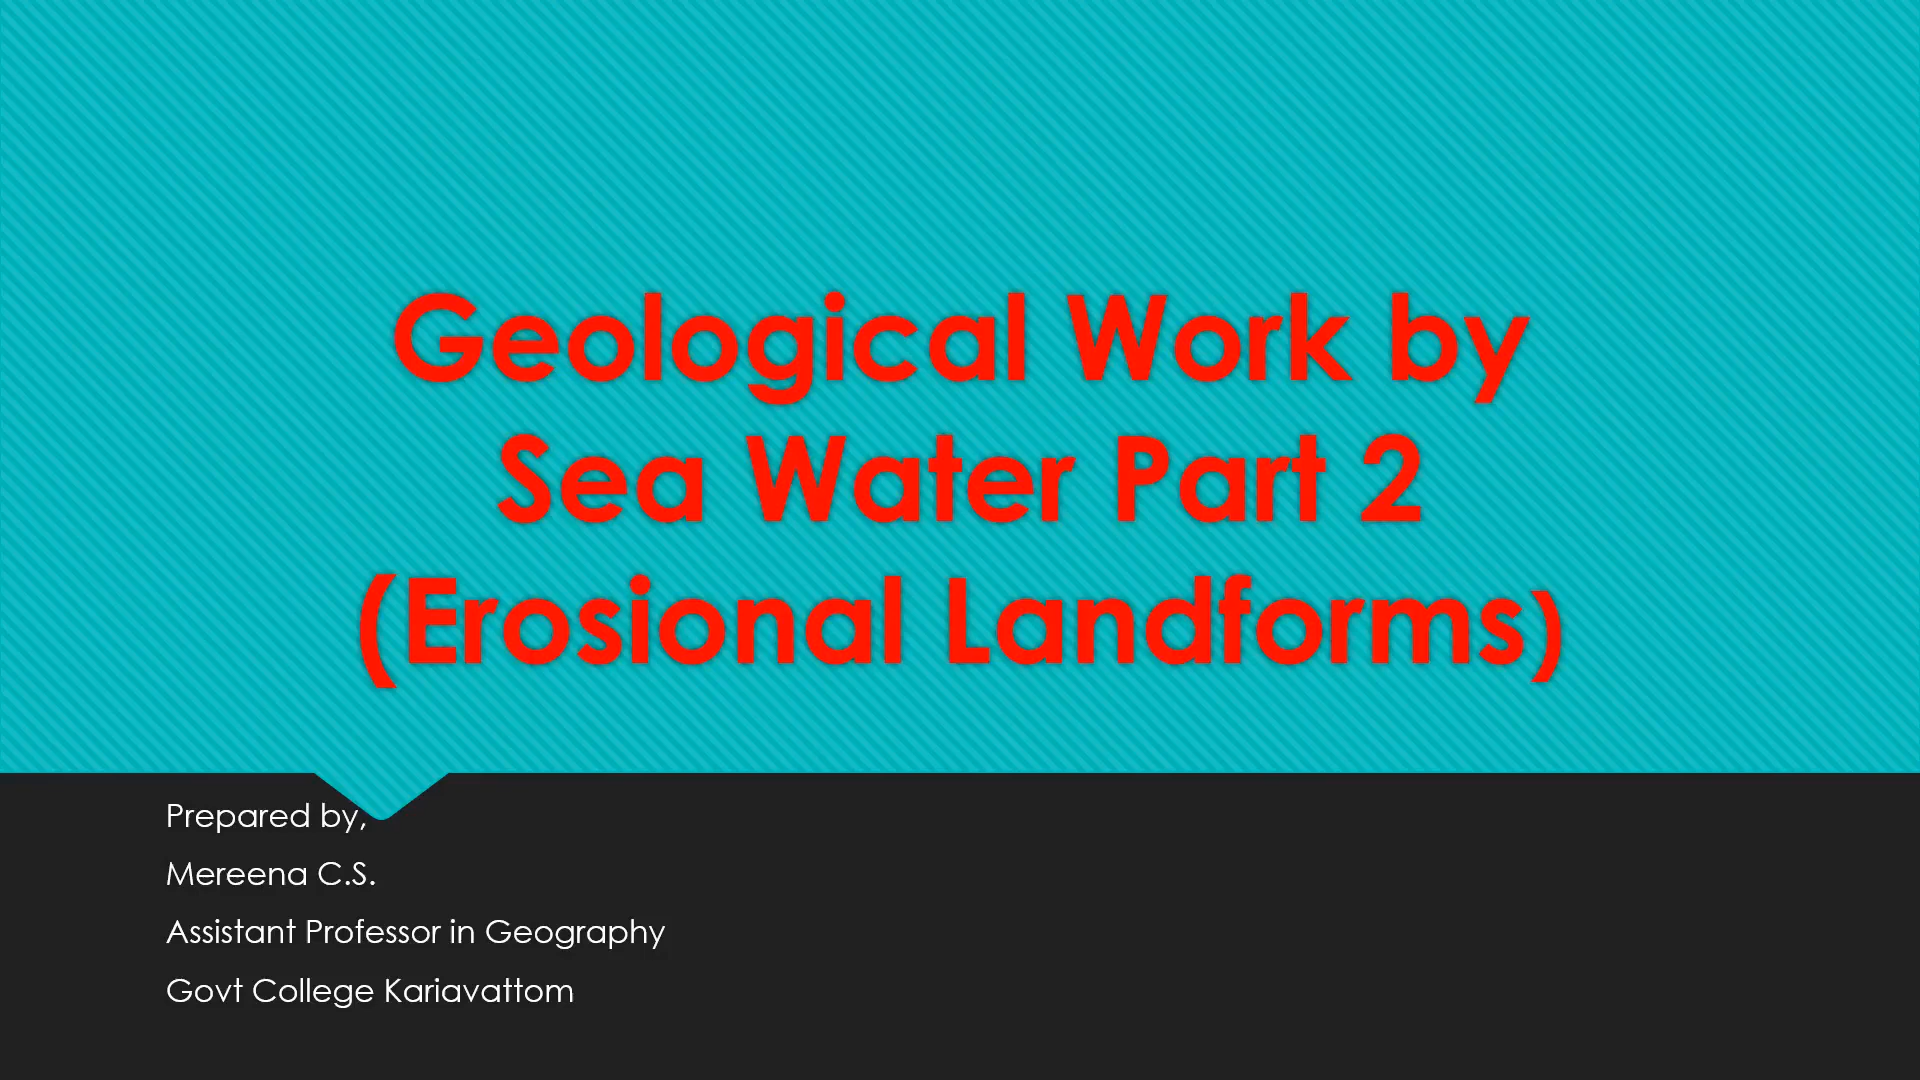 Geological Work by
Sea Water Part 2
(Erosional Landforms)
Prepared by,
Mereena C.S.
Assistant Professor in Geography
Govt College Kariavattom